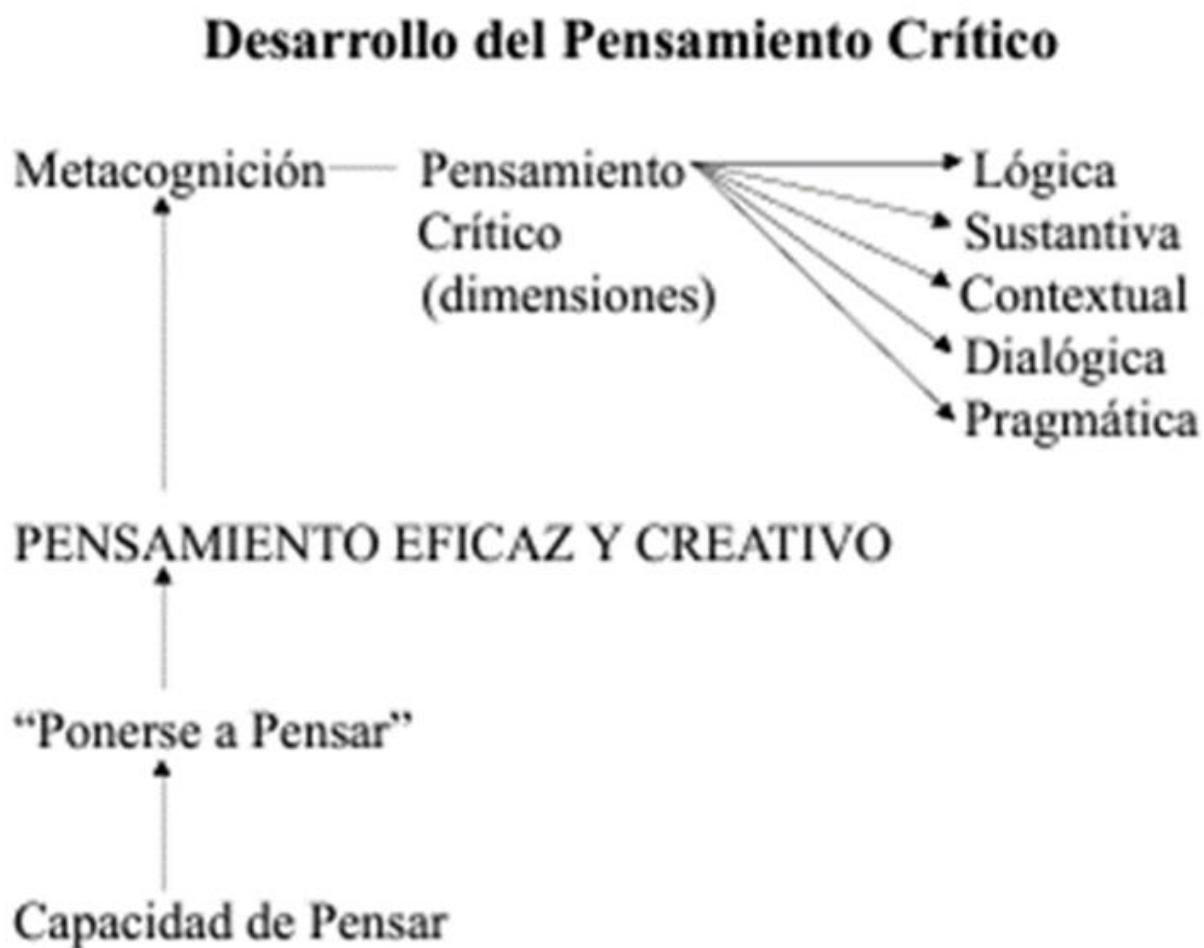 Desarrollo del Pensamiento Crítico
Metacognición
Pensamiento
Crítico
(dimensiones)
Lógica
Sustantiva
Contextual
Dialógica
Pragmática
PENSAMIENTO EFICAZ Y CREATIVO
“Ponerse a Pensar”
Capacidad de Pensar